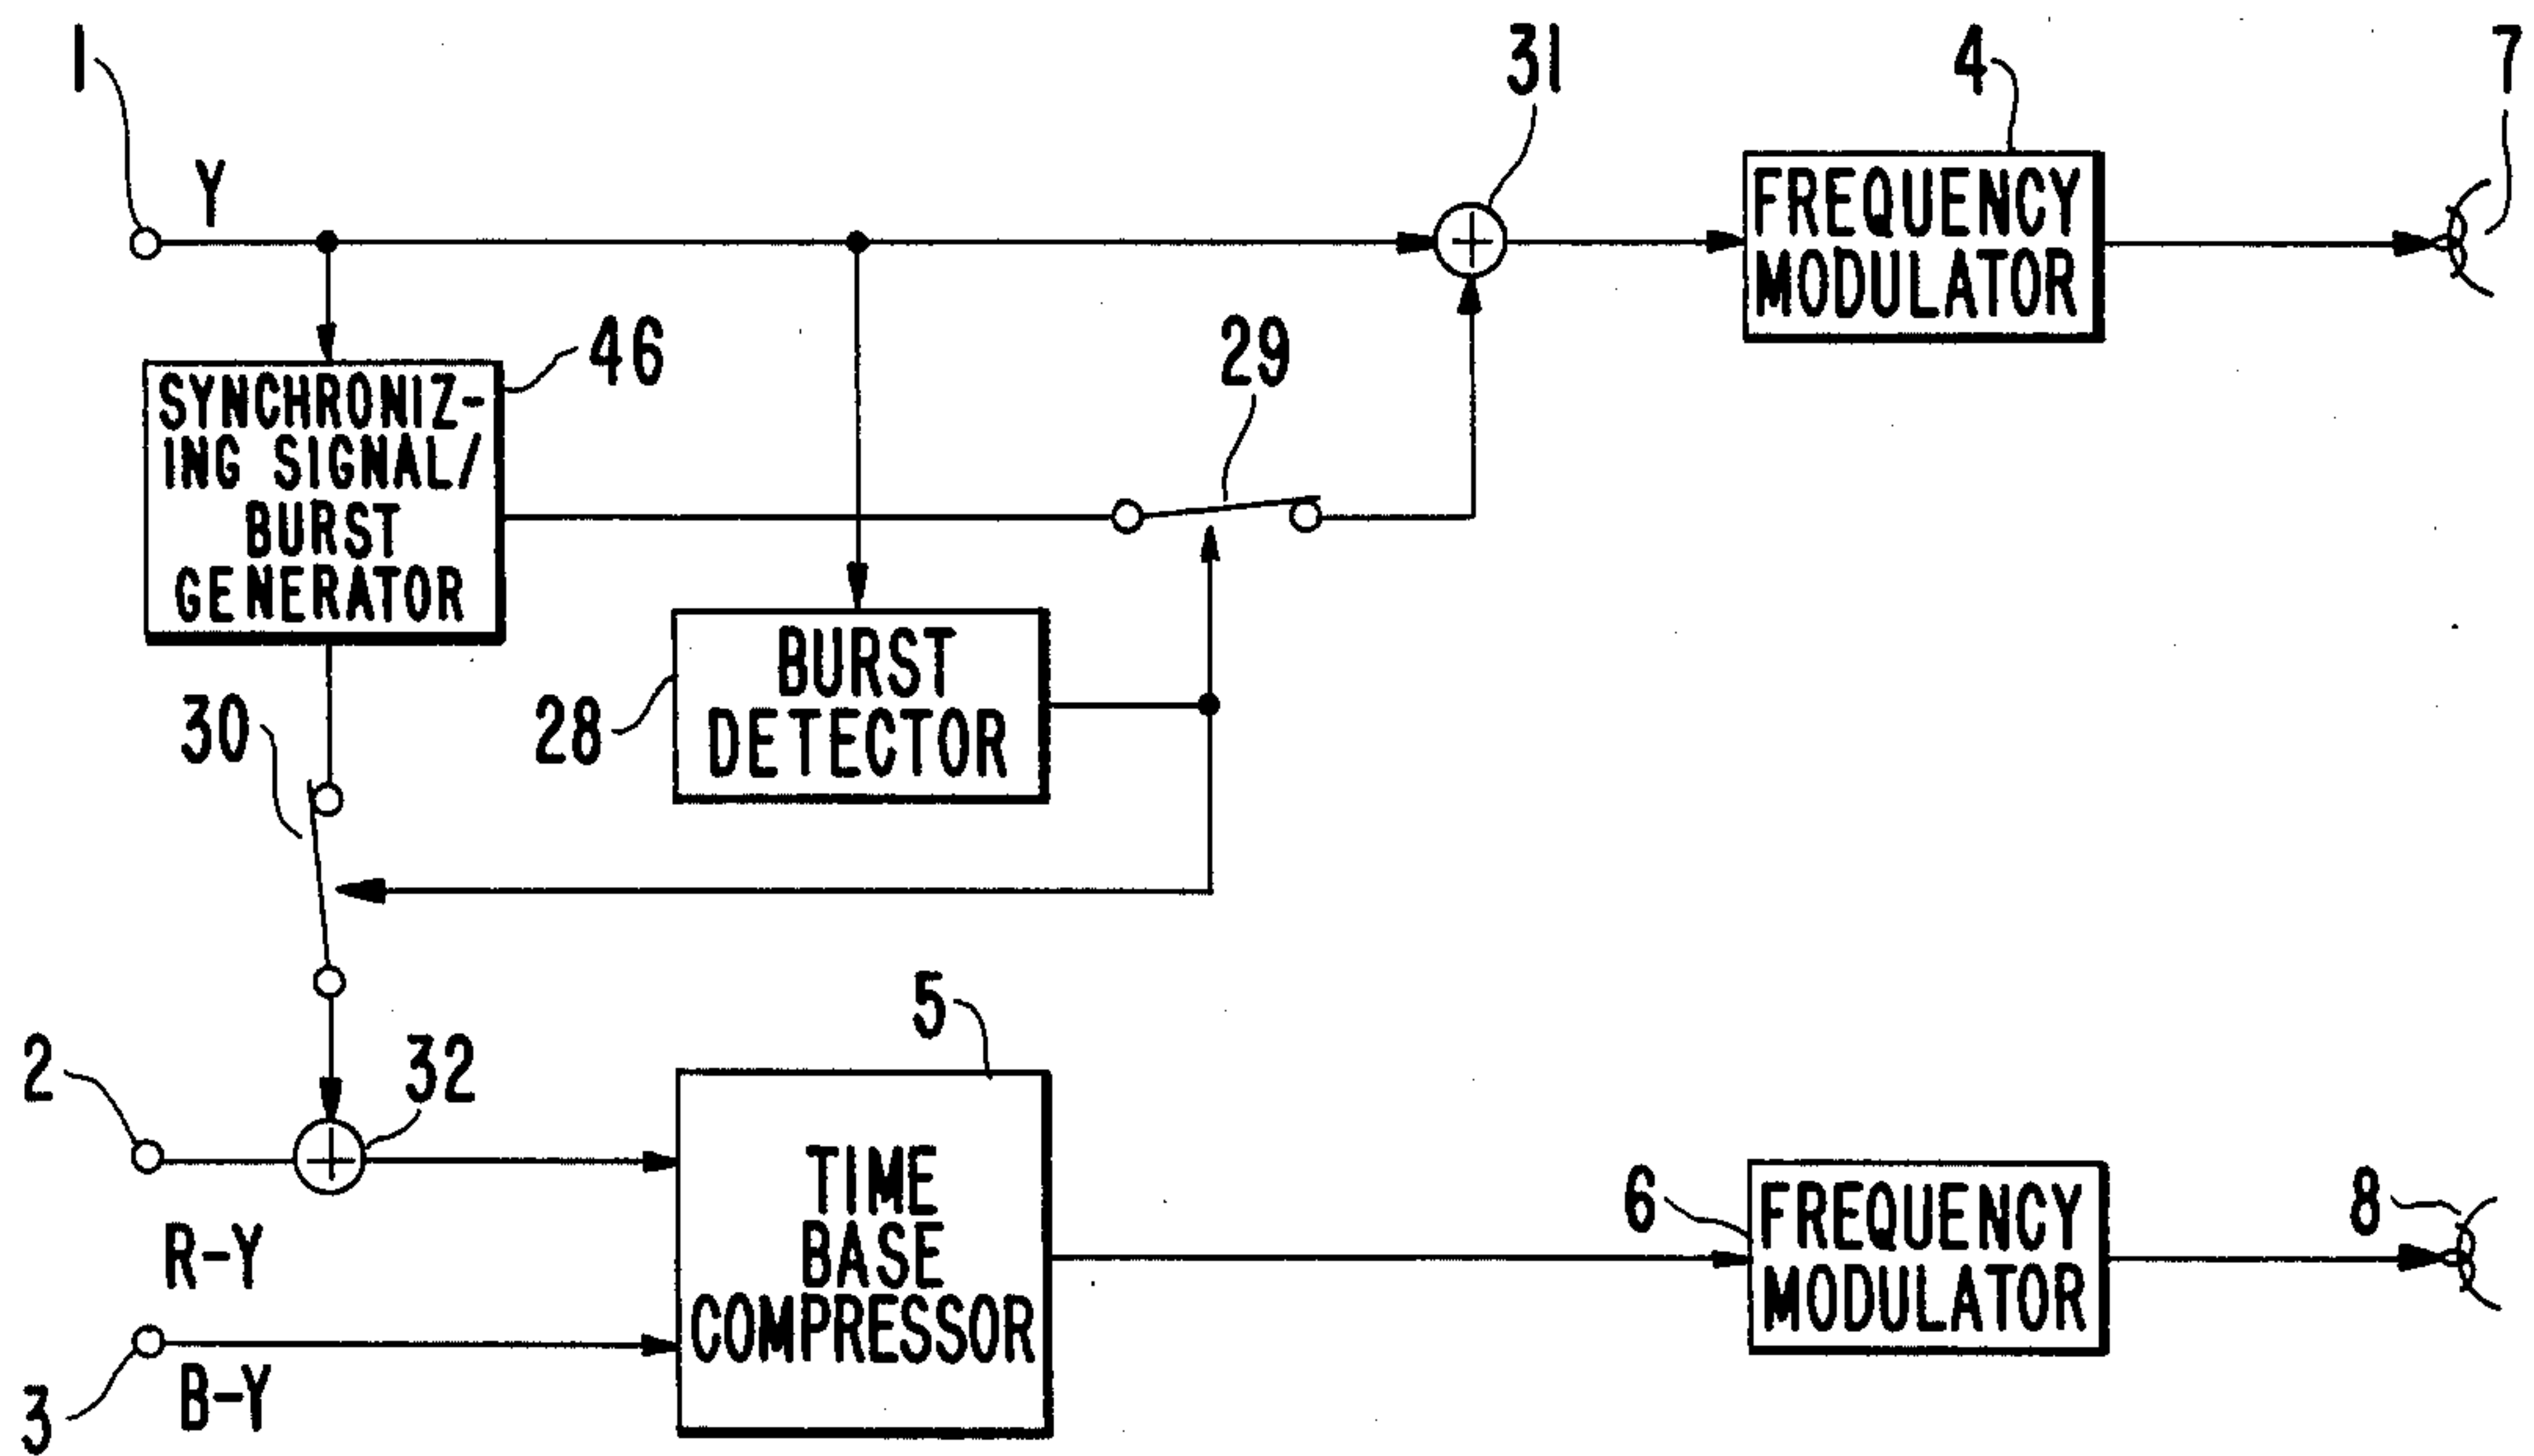 1
31
4
7
Y
FREQUENCY
MODULATOR
46
29
SYNCHRONIZ-
ING SIGNAL/
BURST
GENERATOR
30
28
BURST
DETECTOR
5
2
32
TIME
BASE
COMPRESSOR
R-Y
6
FREQUENCY
MODULATOR
8
3
B-Y